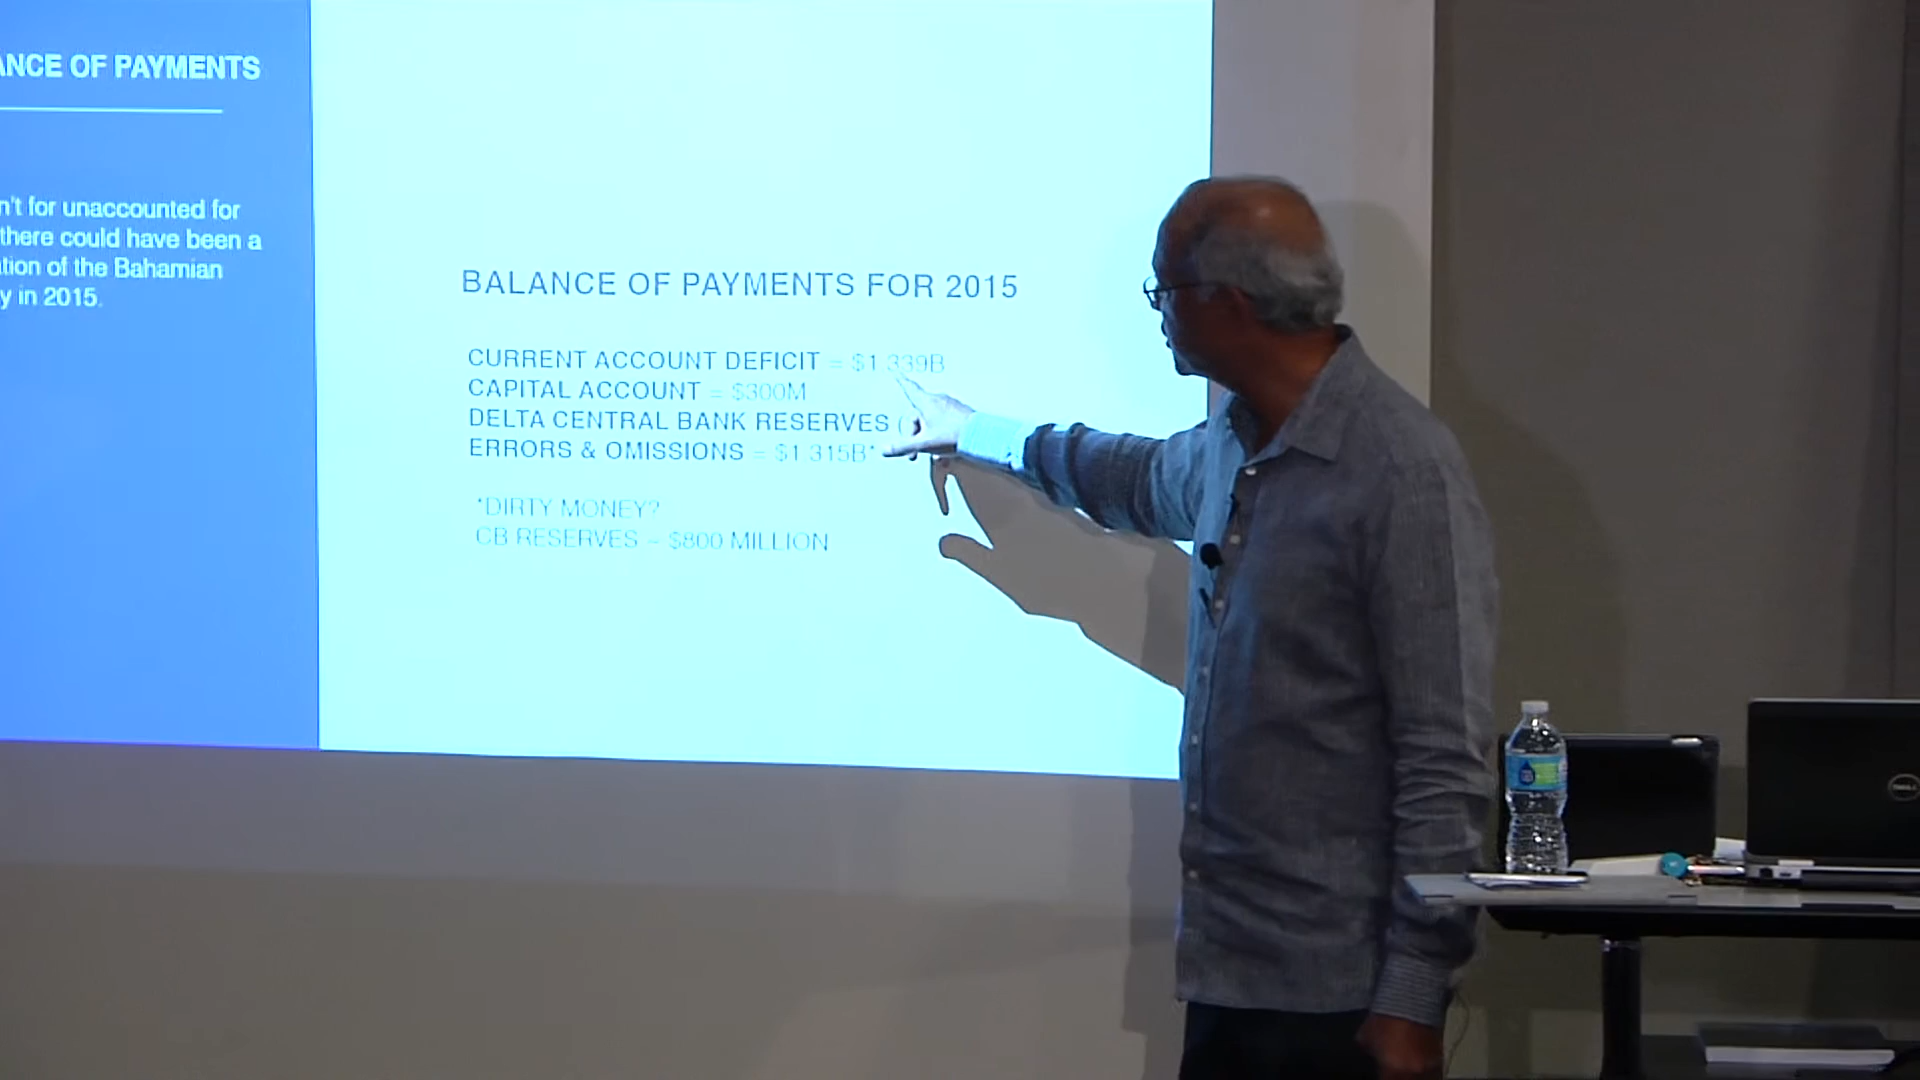 ANCE OF PAYMENTS
n't for unaccounted for
there could have been a
tion of the Bahamian
y in 2015.
BALANCE OF PAYMENTS FOR 2015
CURRENT ACCOUNT DEFICIT = $1.339B
CAPITAL ACCOUNT = $300M
DELTA CENTRAL BANK RESERVES (
ERRORS & OMISSIONS = $1.315B*
*DIRTY MONEY?
CB RESERVES – $800 MILLION
DELL